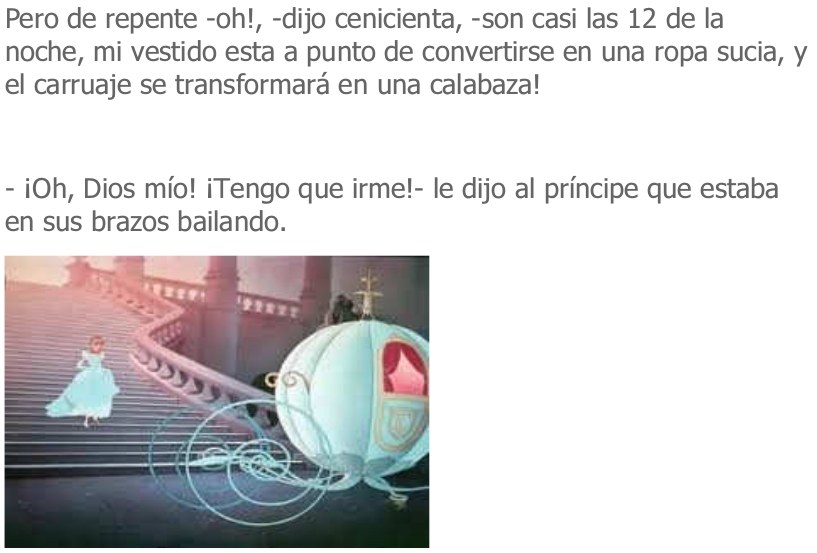 Pero de repente -oh!, -dijo cenicienta, -son casi las 12 de la
noche, mi vestido esta a punto de convertirse en una ropa sucia, y
el carruaje se transformará en una calabaza!
- ¡Oh, Dios mío! ¡Tengo que irme!- le dijo al príncipe que estaba
en sus brazos bailando.